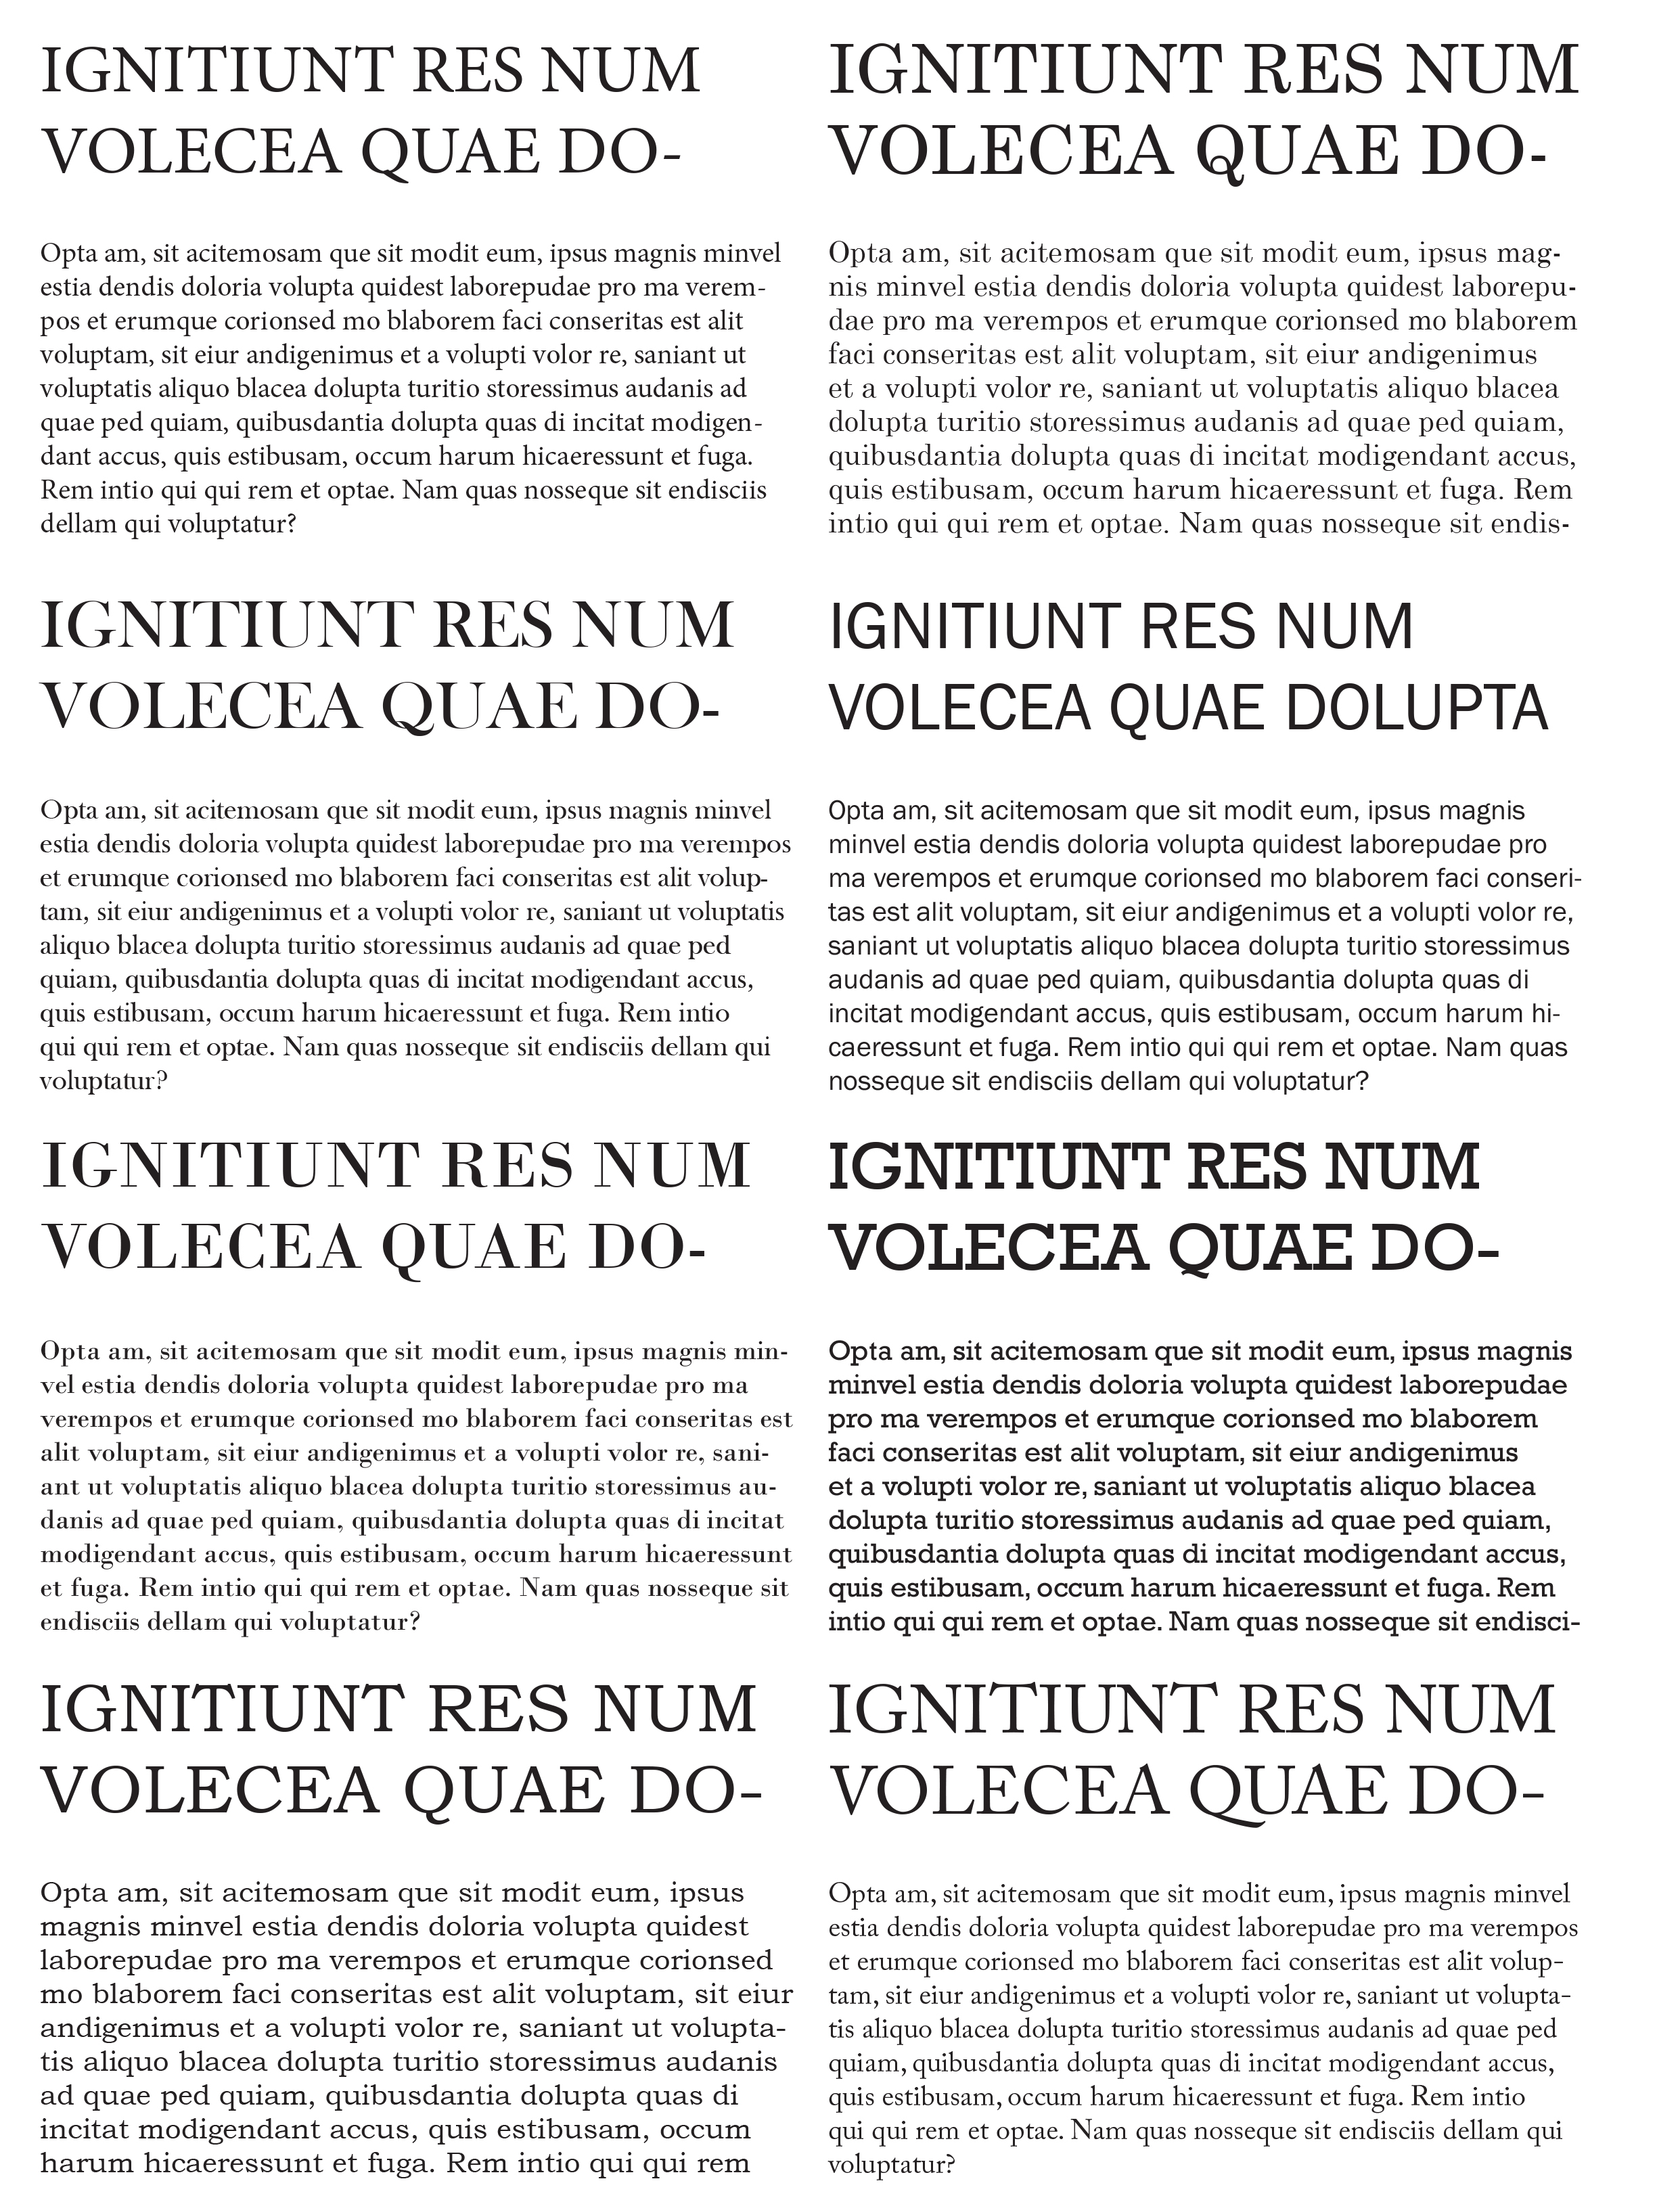 IGNITIUNT RES NUM
VOLECEA QUAE DO-
Opta am, sit acitemosam que sit modit eum, ipsus magnis minvel
estia dendis doloria volupta quidest laborepudae pro ma verem-
pos et erumque corionsed mo blaborem faci conseritas est alit
voluptam, sit eiur andigenimus et a volupti volor re, saniant ut
voluptatis aliquo blacea dolupta turitio storessimus audanis ad
quae ped quiam, quibusdantia dolupta quas di incitat modigen-
dant accus, quis estibusam, occum harum hicaeressunt et fuga.
Rem intio qui qui rem et optae. Nam quas nosseque sit endisciis
dellam qui voluptatur?
IGNITIUNT RES NUM
VOLECEA QUAE DO-
Opta am, sit acitemosam que sit modit eum, ipsus mag-
nis minvel estia dendis doloria volupta quidest laborepu-
dae pro ma verempos et erumque corionsed mo blaborem
faci conseritas est alit voluptam, sit eiur andigenimus
et a volupti volor re, saniant ut voluptatis aliquo blacea
dolupta turitio storessimus audanis ad quae ped quiam,
quibusdantia dolupta quas di incitat modigendant accus,
quis estibusam, occum harum hicaeressunt et fuga. Rem
intio qui qui rem et optae. Nam quas nosseque sit endis-
IGNITIUNT RES NUM
VOLECEA QUAE DO-
Opta am, sit acitemosam que sit modit eum, ipsus magnis minvel
estia dendis doloria volupta quidest laborepudae pro ma verempos
et erumque corionsed mo blaborem faci conseritas est alit volup-
tam, sit eiur andigenimus et a volupti volor re, saniant ut voluptatis
aliquo blacea dolupta turitio storessimus audanis ad quae ped
quiam, quibusdantia dolupta quas di incitat modigendant accus,
quis estibusam, occum harum hicaeressunt et fuga. Rem intio
qui qui rem et optae. Nam quas nosseque sit endisciis dellam qui
voluptatur?
IGNITIUNT RES NUM
VOLECEA QUAE DOLUPTA
Opta am, sit acitemosam que sit modit eum, ipsus magnis
minvel estia dendis doloria volupta quidest laborepudae pro
ma verempos et erumque corionsed mo blaborem faci conseri-
tas est alit voluptam, sit eiur andigenimus et a volupti volor re,
saniant ut voluptatis aliquo blacea dolupta turitio storessimus
audanis ad quae ped quiam, quibusdantia dolupta quas di
incitat modigendant accus, quis estibusam, occum harum hi-
caeressunt et fuga. Rem intio qui qui rem et optae. Nam quas
nosseque sit endisciis dellam qui voluptatur?
IGNITIUNT RES NUM
VOLECEA QUAE DO-
Opta am, sit acitemosam que sit modit eum, ipsus magnis min-
vel estia dendis doloria volupta quidest laborepudae pro ma
verempos et erumque corionsed mo blaborem faci conseritas est
alit voluptam, sit eiur andigenimus et a volupti volor re, sani-
ant ut voluptatis aliquo blacea dolupta turitio storessimus au-
danis ad quae ped quiam, quibusdantia dolupta quas di incitat
modigendant accus, quis estibusam, occum harum hicaeressunt
et fuga. Rem intio qui qui rem et optae. Nam quas nosseque sit
endisciis dellam qui voluptatur?
IGNITIUNT RES NUM
VOLECEA QUAE DO-
Opta am, sit acitemosam que sit modit eum, ipsus magnis
minvel estia dendis doloria volupta quidest laborepudae
pro ma verempos et erumque corionsed mo blaborem
faci conseritas est alit voluptam, sit eiur andigenimus
et a volupti volor re, saniant ut voluptatis aliquo blacea
dolupta turitio storessimus audanis ad quae ped quiam,
quibusdantia dolupta quas di incitat modigendant accus,
quis estibusam, occum harum hicaeressunt et fuga. Rem
intio qui qui rem et optae. Nam quas nosseque sit endisci-
IGNITIUNT RES NUM
VOLECEA QUAE DO-
Opta am, sit acitemosam que sit modit eum, ipsus
magnis minvel estia dendis doloria volupta quidest
laborepudae pro ma verempos et erumque corionsed
mo blaborem faci conseritas est alit voluptam, sit eiur
andigenimus et a volupti volor re, saniant ut volupta-
tis aliquo blacea dolupta turitio storessimus audanis
ad quae ped quiam, quibusdantia dolupta quas di
incitat modigendant accus, quis estibusam, occum
harum hicaeressunt et fuga. Rem intio qui qui rem
IGNITIUNT RES NUM
VOLECEA QUAE DO-
Opta am, sit acitemosam que sit modit eum, ipsus magnis minvel
estia dendis doloria volupta quidest laborepudae pro ma verempos
et erumque corionsed mo blaborem faci conseritas est alit volup-
tam, sit eiur andigenimus et a volupti volor re, saniant ut volupta-
tis aliquo blacea dolupta turitio storessimus audanis ad quae ped
quiam, quibusdantia dolupta quas di incitat modigendant accus,
quis estibusam, occum harum hicaeressunt et fuga. Rem intio
qui qui rem et optae. Nam quas nosseque sit endisciis dellam qui
voluptatur?